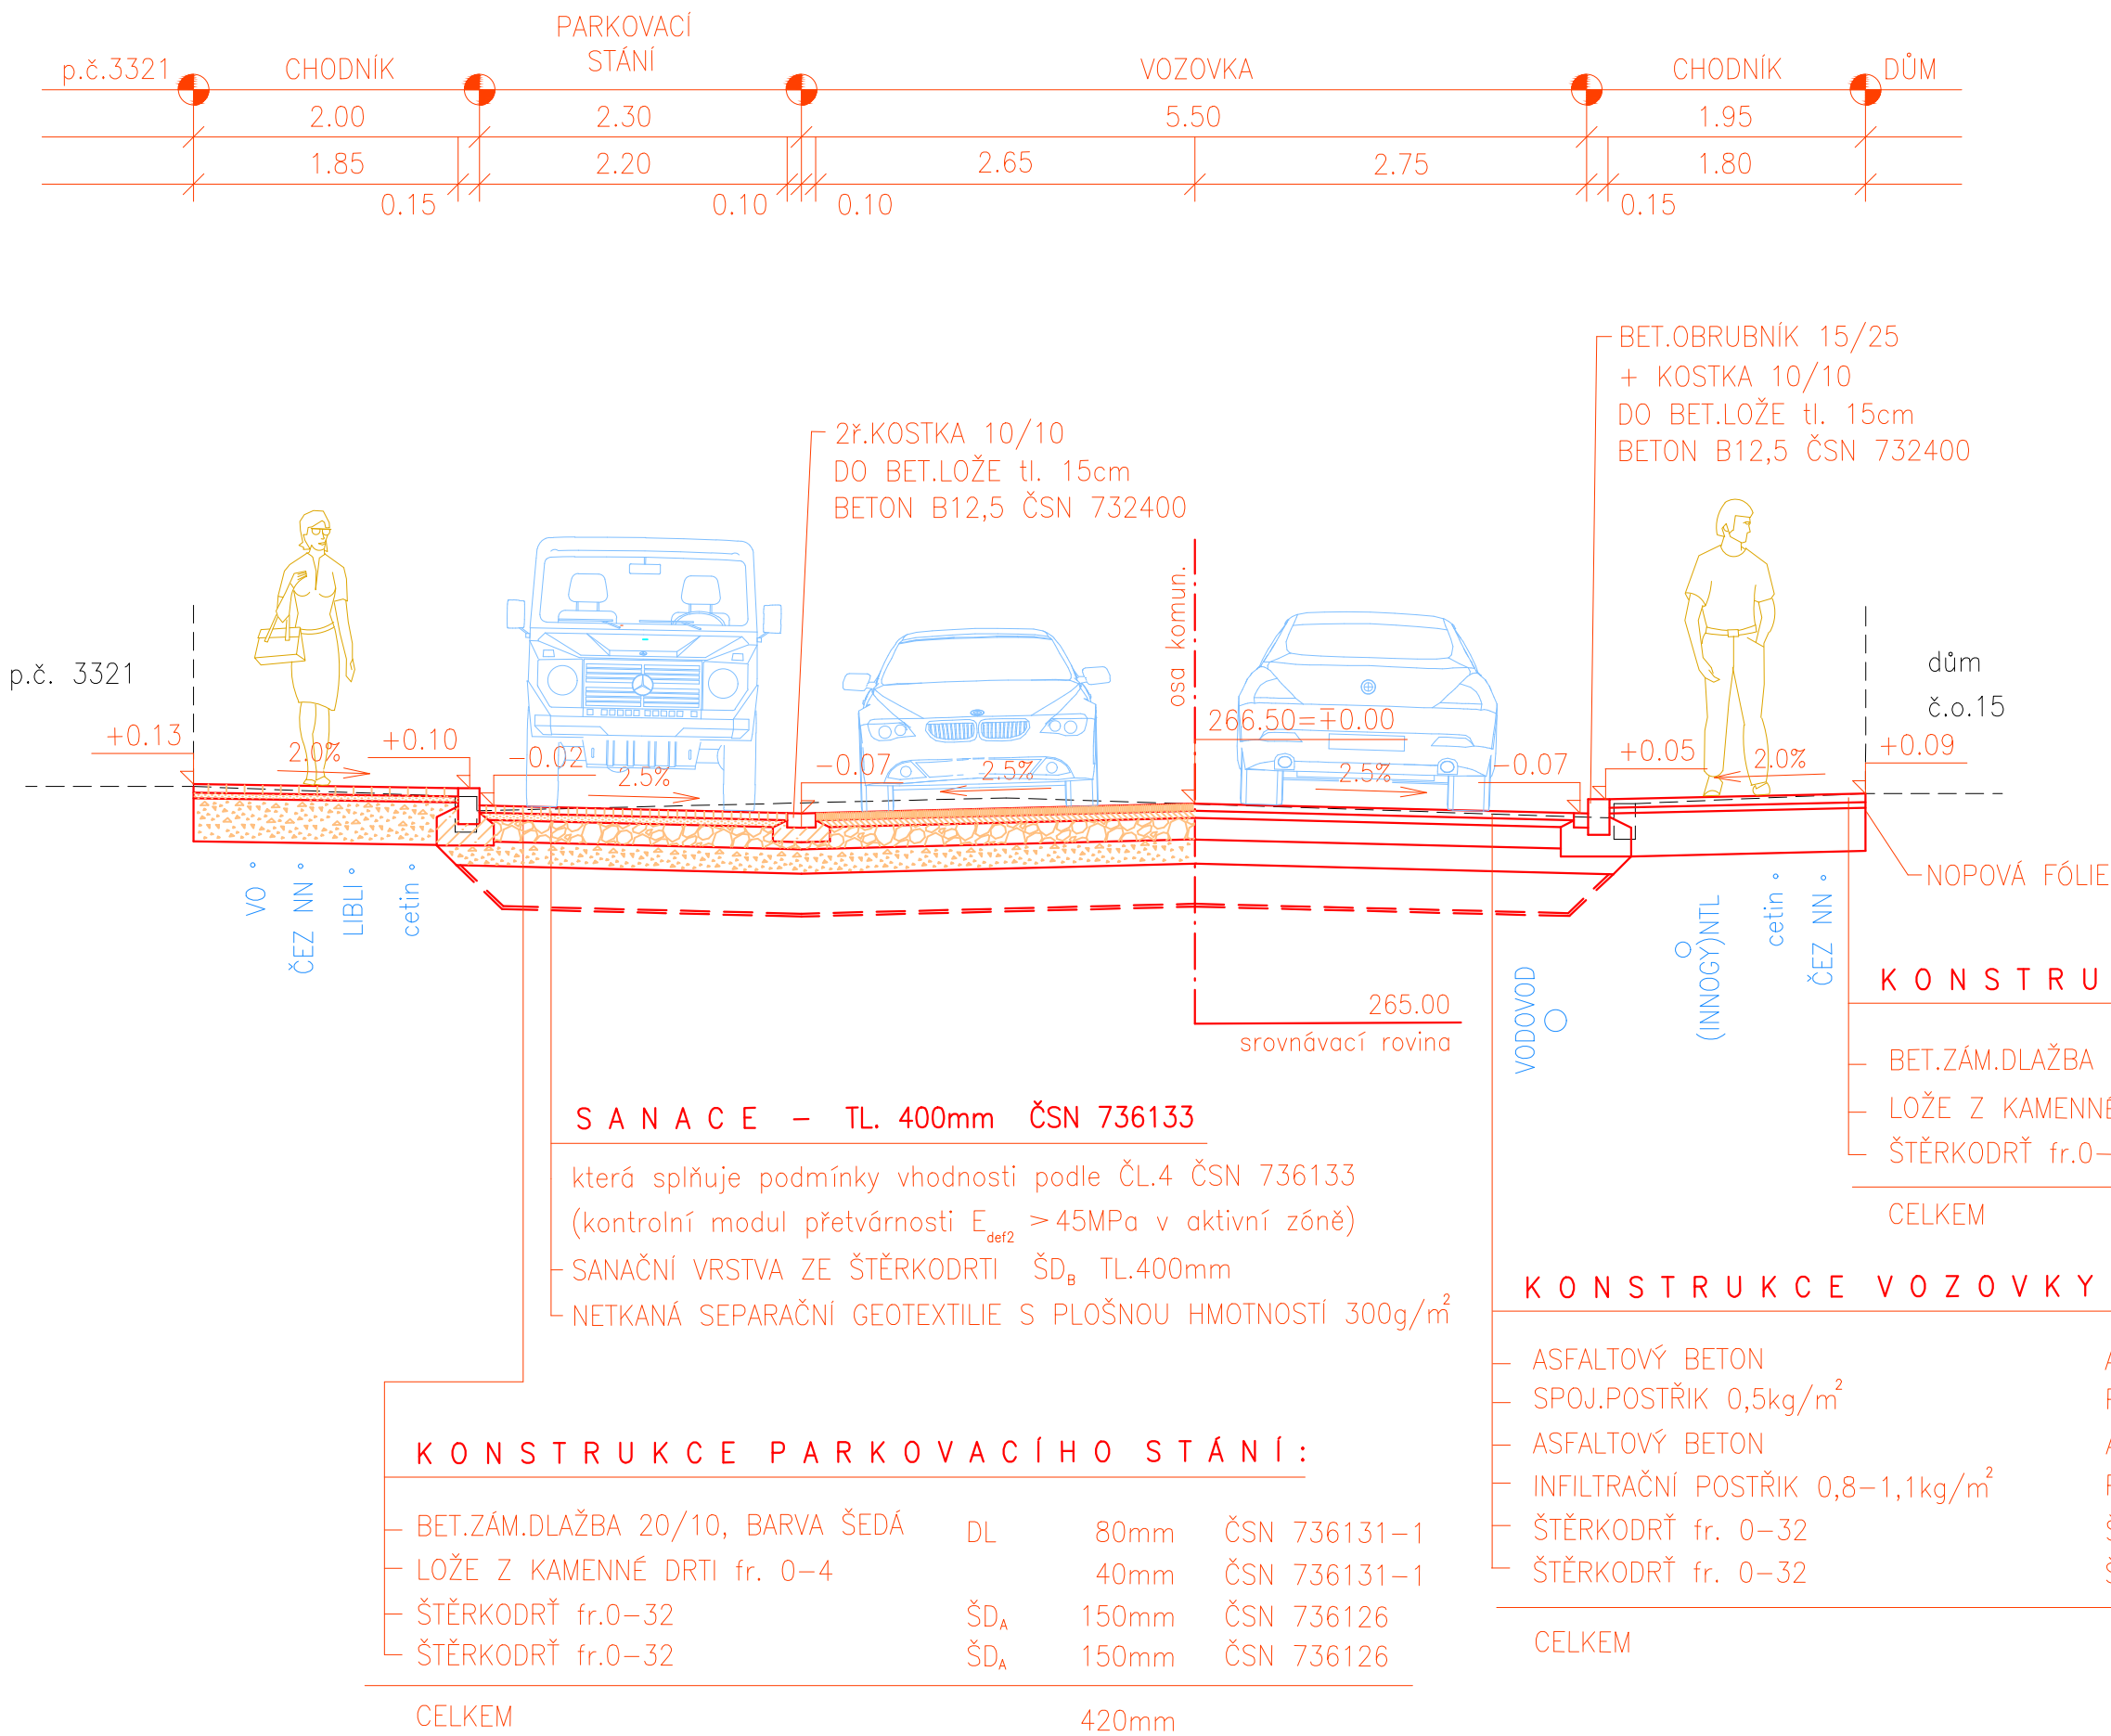 PARKOVACÍ
STÁNÍ
p.č.3321 CHODNÍK VOZOVKA CHODNÍK DŮM
2.00 2.30 5.50 1.95
1.85 2.20 2.65 2.75 1.80
0.15 0.10 0.10 0.15
BET.OBRUBNÍK 15/25
+ KOSTKA 10/10
DO BET.LOŽE tl. 15cm
BETON B12,5 ČSN 732400
2ř.KOSTKA 10/10
DO BET.LOŽE tl. 15cm
BETON B12,5 ČSN 732400
osa komun.
p.č. 3321
dům
č.o.15
266.50=∓0.00
+0.13 2.0% +0.10 -0.02 2.5% -0.07 2.5% 2.5% -0.07 +0.05 2.0% +0.09
NOPOVÁ FÓLIE
VO
ČEZ NN
LIBLI
cetin
VODOVOD
(INNOGY)NTL
cetin
ČEZ NN
265.00
srovnávací rovina
KONSTRU
BET.ZÁM.DLAŽBA
LOŽE Z KAMENNÉ
ŠTĚRKODRŤ fr.0-
CELKEM
SANACE - TL. 400mm ČSN 736133
která splňuje podmínky vhodnosti podle ČL.4 ČSN 736133
(kontrolní modul přetvárnosti Edef2 >45MPa v aktivní zóně)
SANAČNÍ VRSTVA ZE ŠTĚRKODRTI ŠDB TL.400mm
NETKANÁ SEPARAČNÍ GEOTEXTILIE S PLOŠNOU HMOTNOSTÍ 300g/m²
KONSTRUKCE VOZOVKY
ASFALTOVÝ BETON
SPOJ.POSTŘIK 0,5kg/m²
ASFALTOVÝ BETON
INFILTRAČNÍ POSTŘIK 0,8-1,1kg/m²
ŠTĚRKODRŤ fr. 0-32
ŠTĚRKODRŤ fr. 0-32
CELKEM
KONSTRUKCE PARKOVACÍHO STÁNÍ:
BET.ZÁM.DLAŽBA 20/10, BARVA ŠEDÁ DL 80mm ČSN 736131-1
LOŽE Z KAMENNÉ DRTI fr. 0-4 40mm ČSN 736131-1
ŠTĚRKODRŤ fr.0-32 ŠDA 150mm ČSN 736126
ŠTĚRKODRŤ fr.0-32 ŠDA 150mm ČSN 736126
CELKEM 420mm